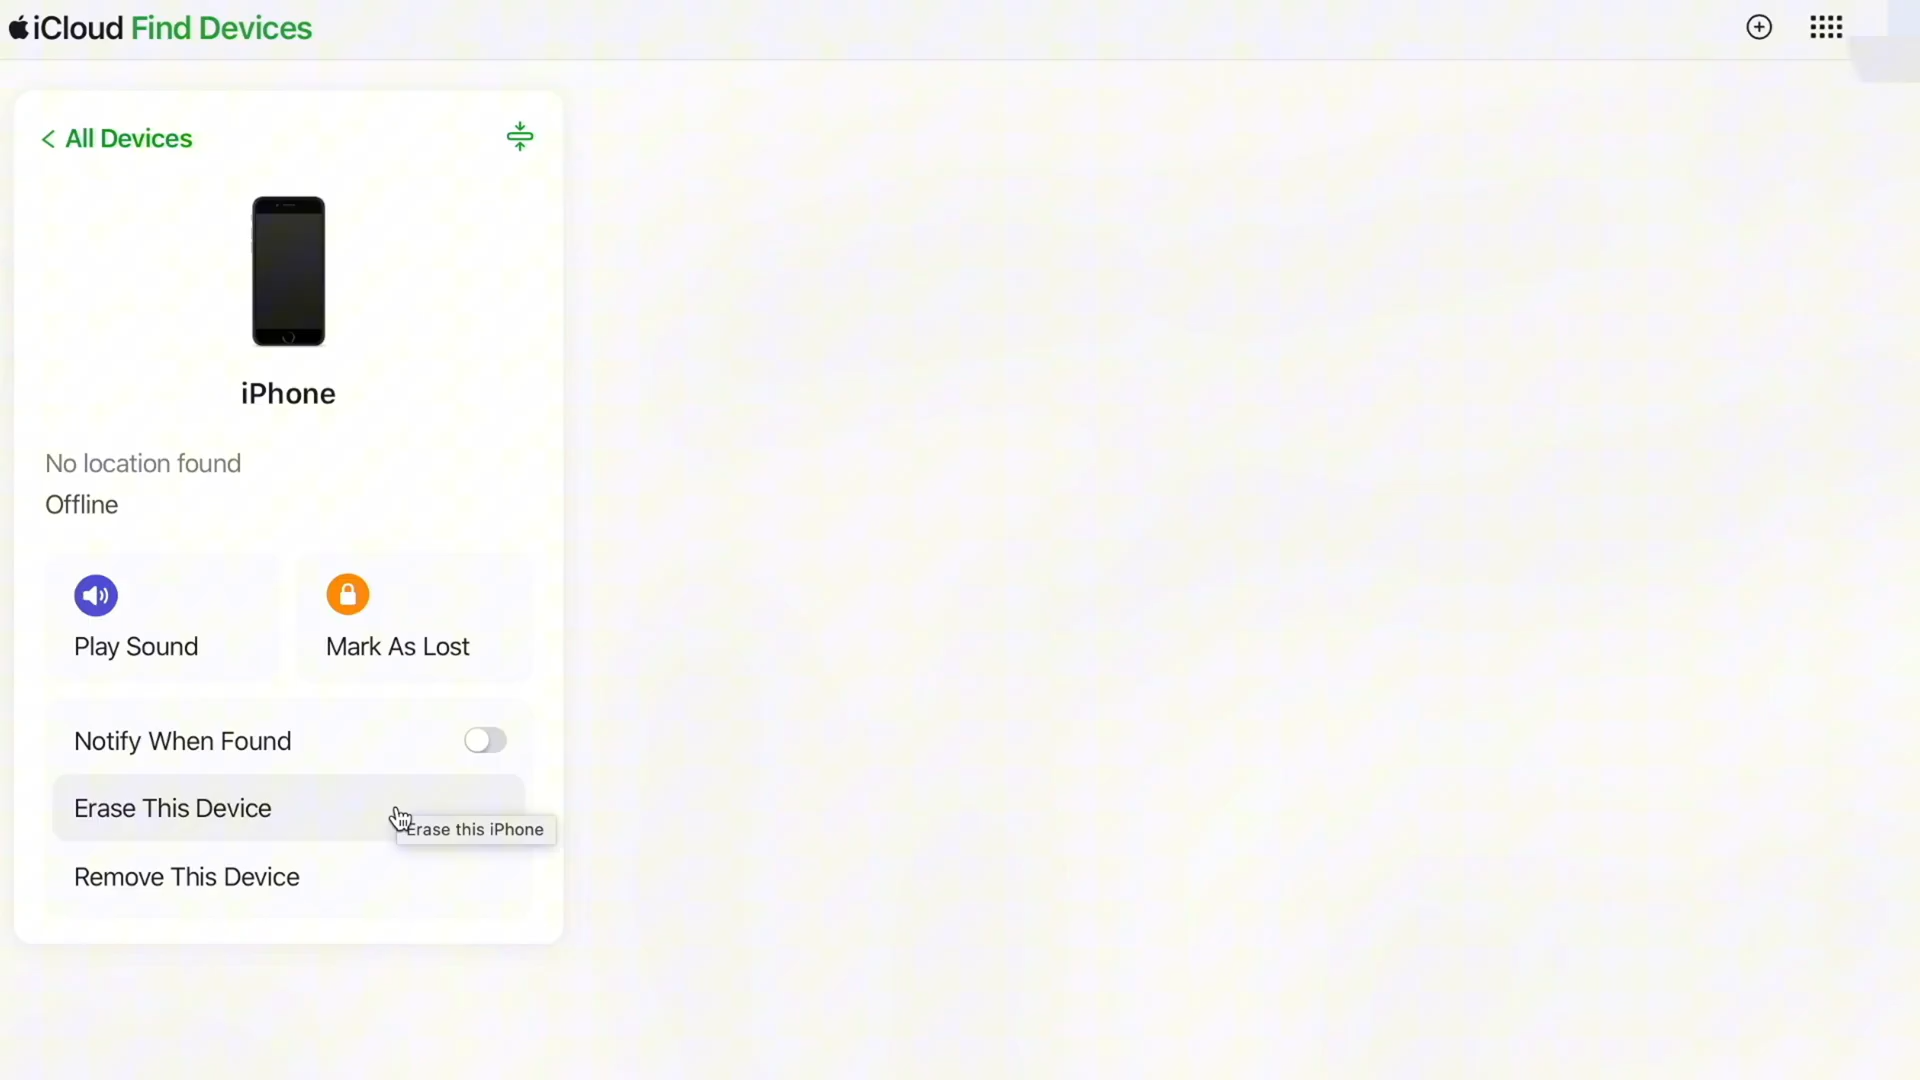 iCloud Find Devices
All Devices
iPhone
No location found
Offline
Play Sound
Mark As Lost
Notify When Found
Erase This Device
Erase this iPhone
Remove This Device